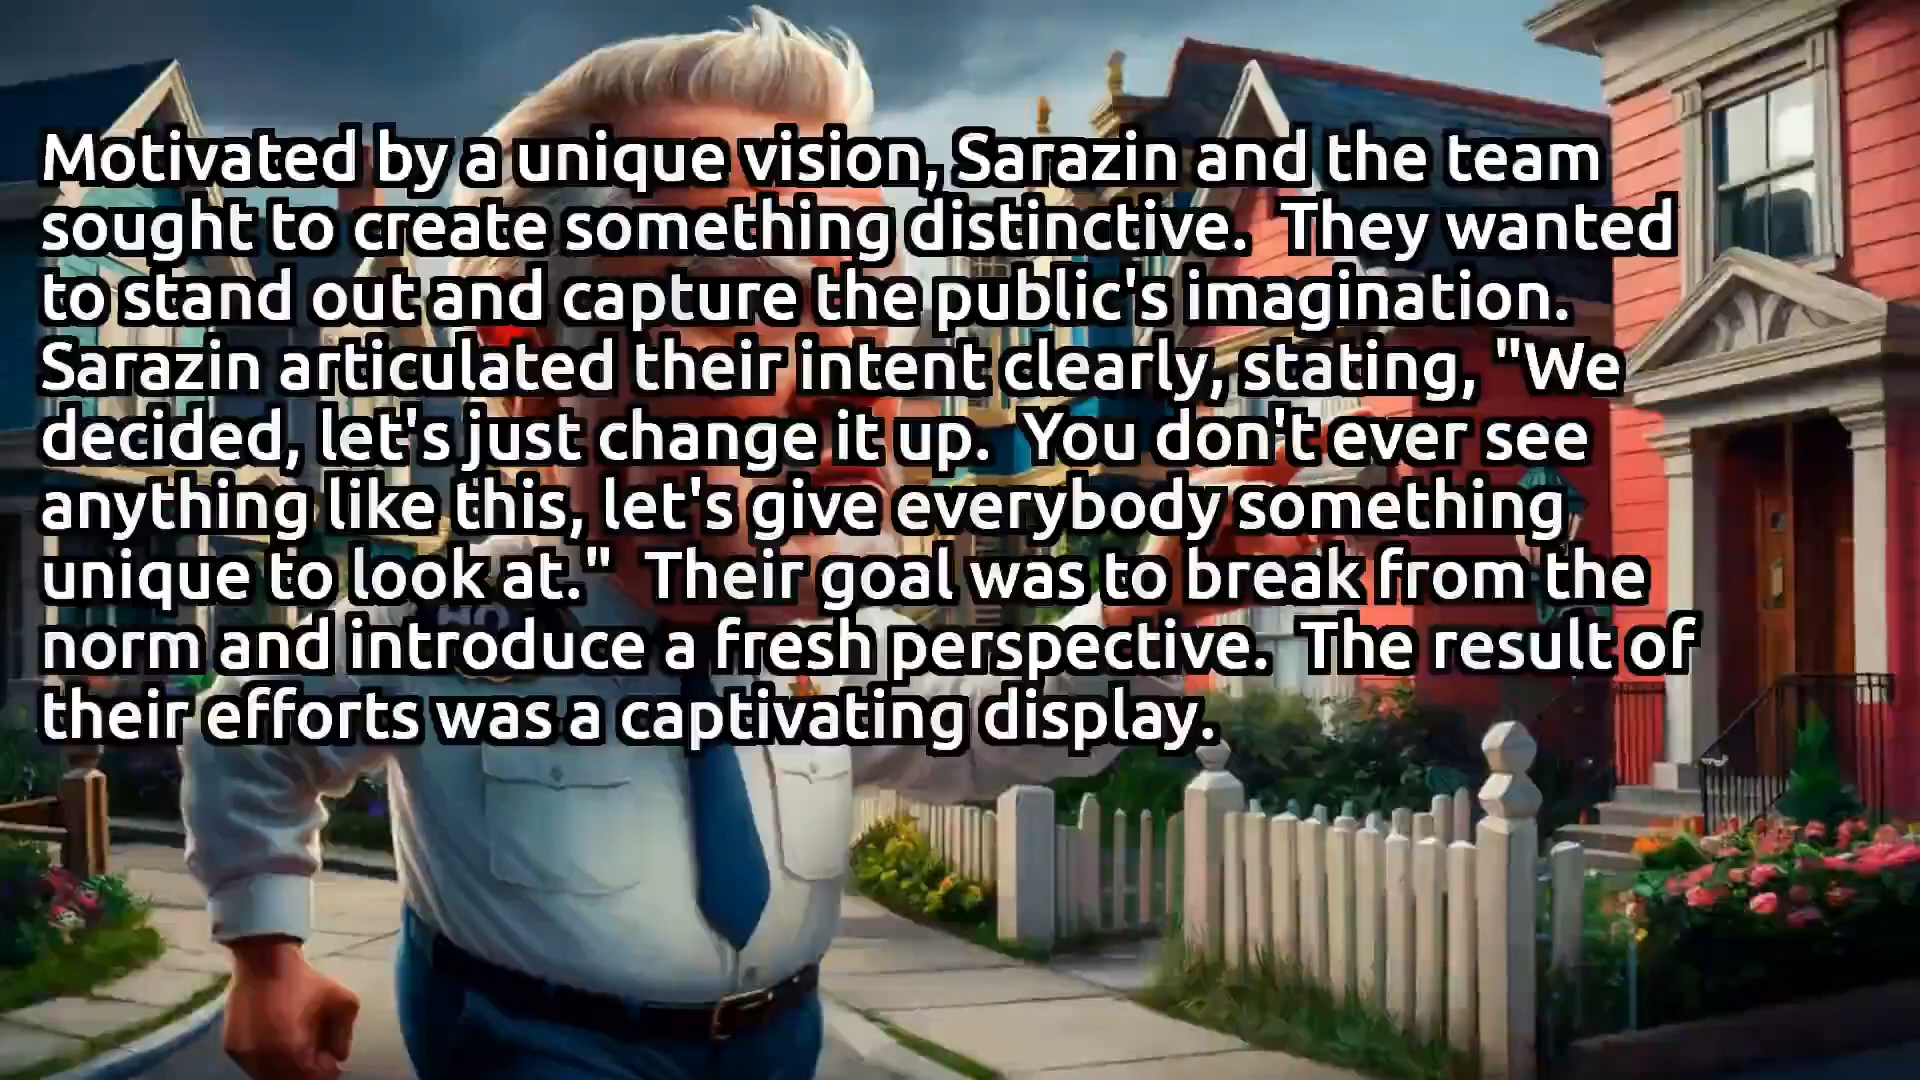 Motivated by a unique vision, Sarazin and the team
sought to create something distinctive.  They wanted
to stand out and capture the public's imagination.
Sarazin articulated their intent clearly, stating, "We
decided, let's just change it up.  You don't ever see
anything like this, let's give everybody something
unique to look at."  Their goal was to break from the
norm and introduce a fresh perspective.  The result of
their efforts was a captivating display.